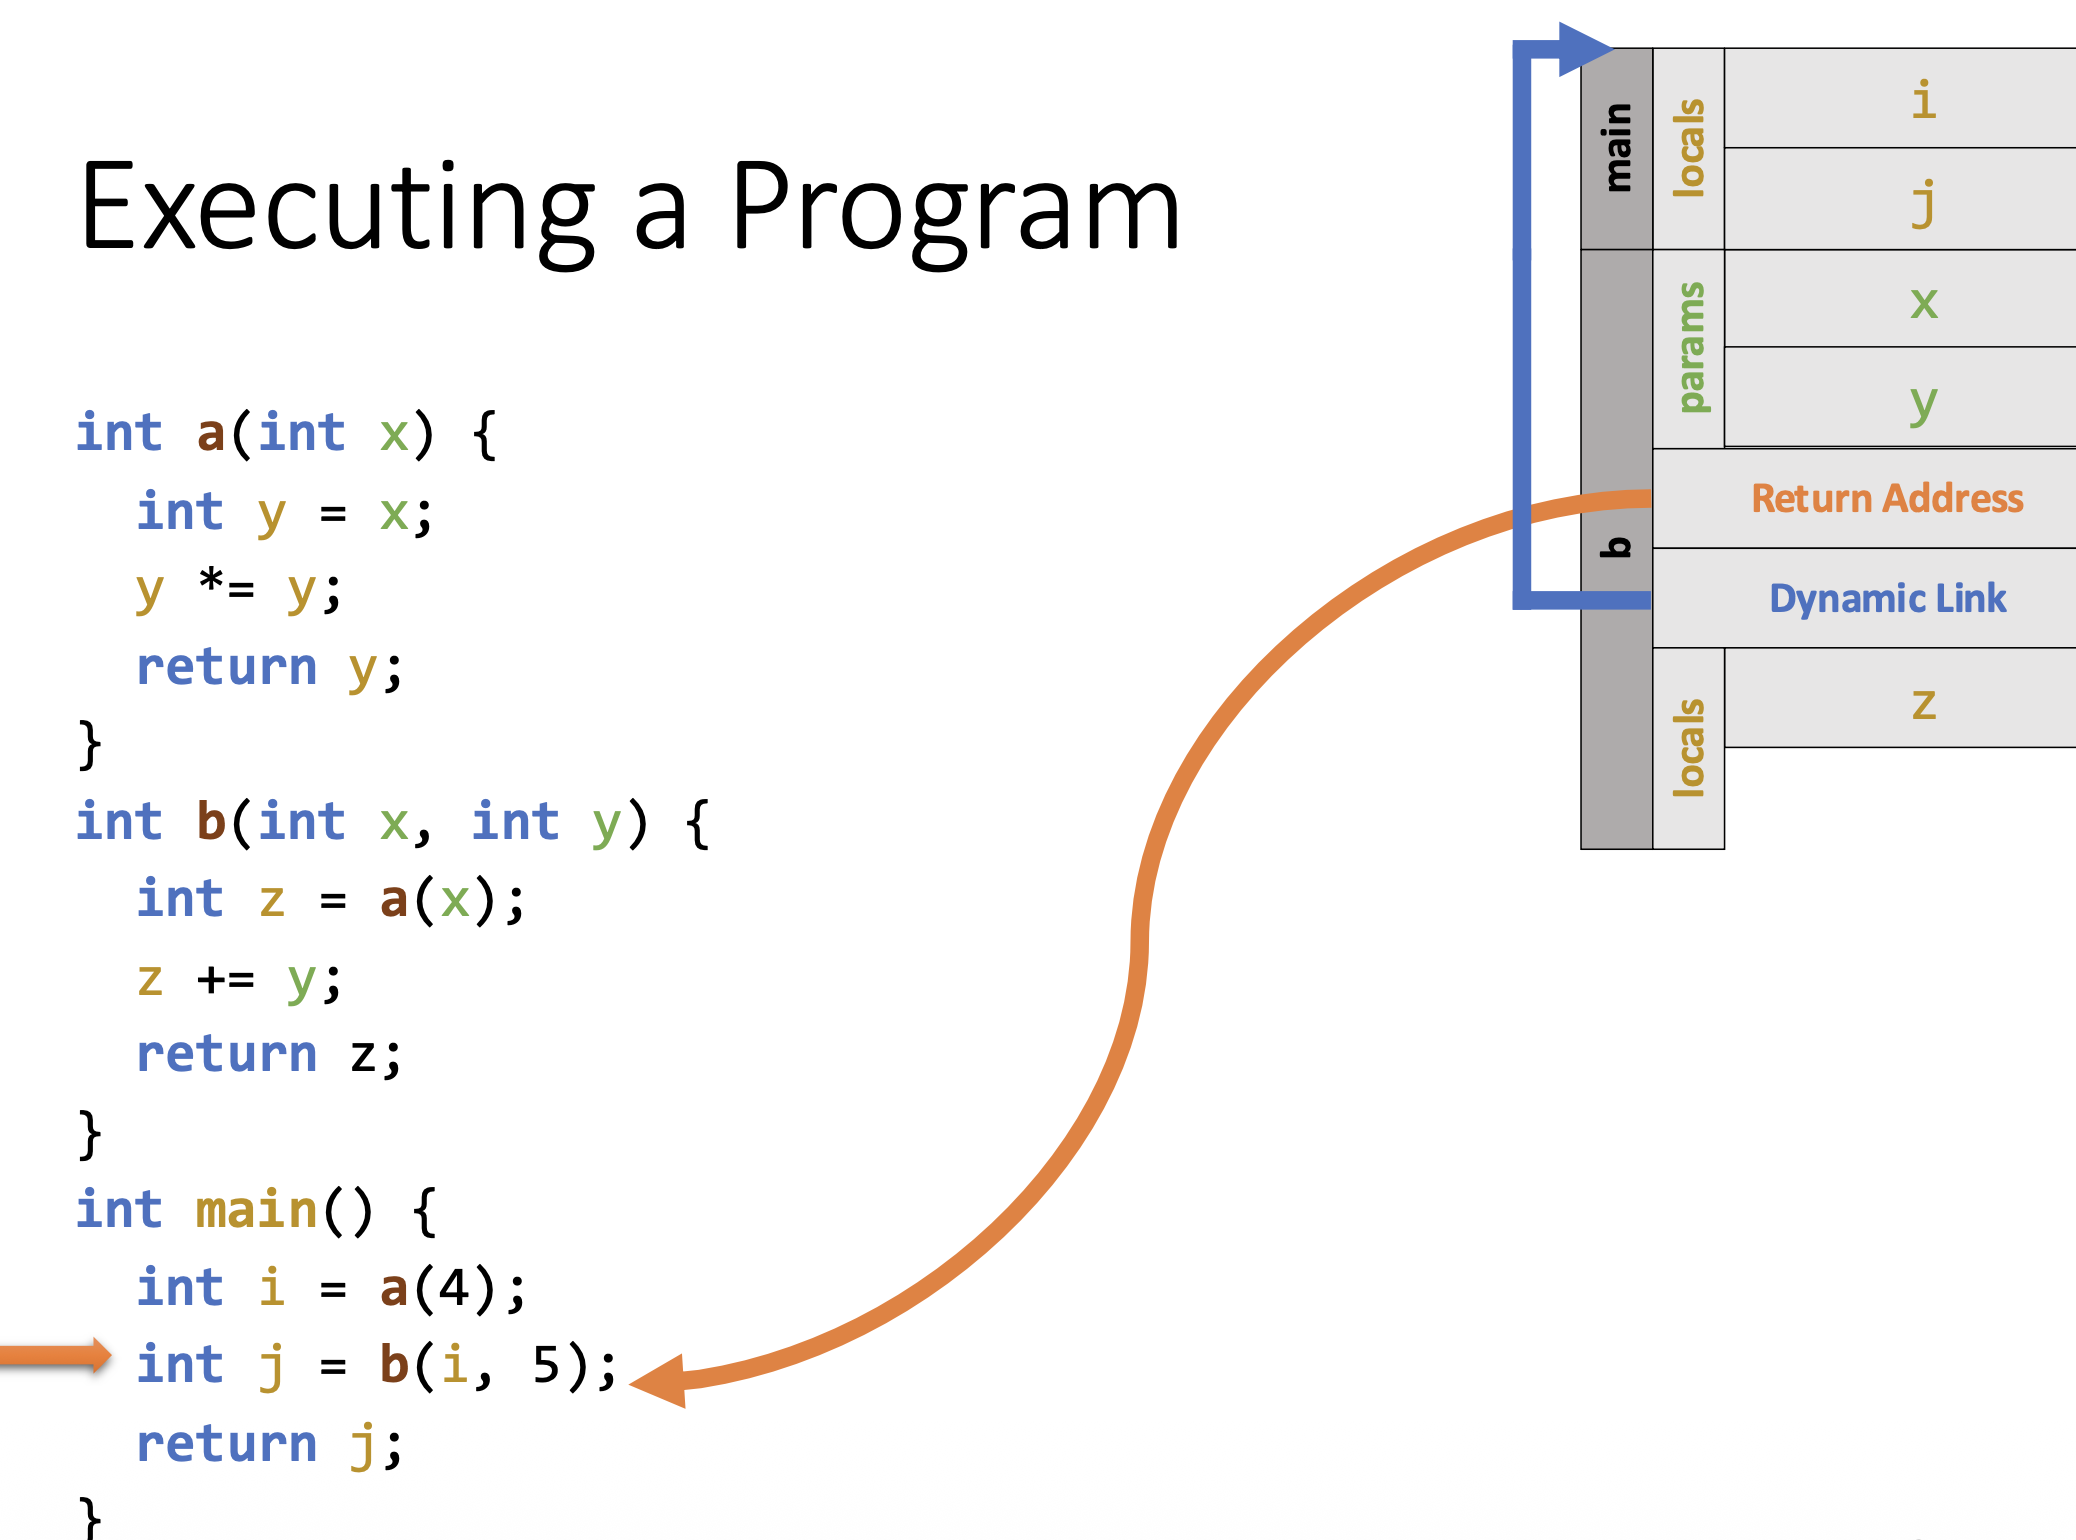 Executing a Program
int a(int x) {
int y = x;
y *= y;
return y;
}
int b(int x, int y) {
int z = a(x);
z += y;
return z;
}
int main() {
int i = a(4);
int j = b(i, 5);
return j;
}
main
locals
i
j
b
params
x
y
Return Address
Dynamic Link
locals
z